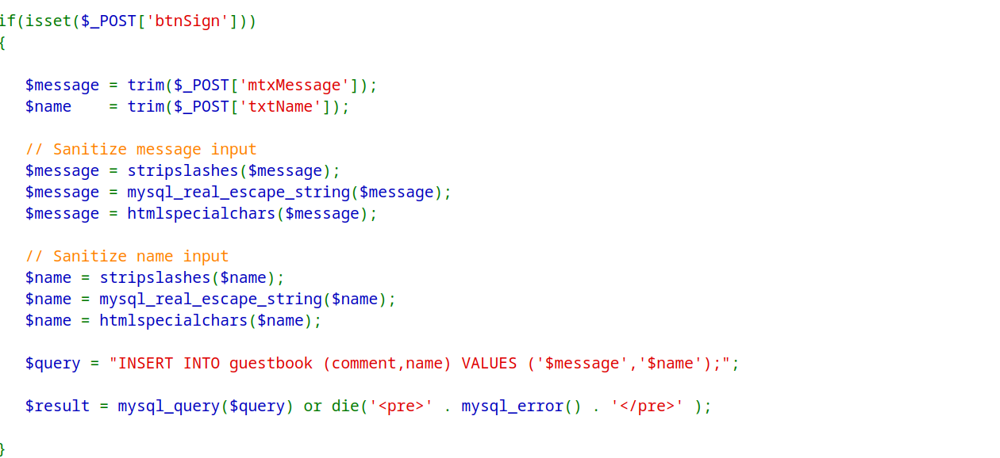 if(isset($_POST['btnSign']))
{
$message = trim($_POST['mtxMessage']);
$name    = trim($_POST['txtName']);
// Sanitize message input
$message = stripslashes($message);
$message = mysql_real_escape_string($message);
$message = htmlspecialchars($message);
// Sanitize name input
$name = stripslashes($name);
$name = mysql_real_escape_string($name);
$name = htmlspecialchars($name);
$query = "INSERT INTO guestbook (comment,name) VALUES ('$message','$name');";
$result = mysql_query($query) or die('<pre>' . mysql_error() . '</pre>' );
}